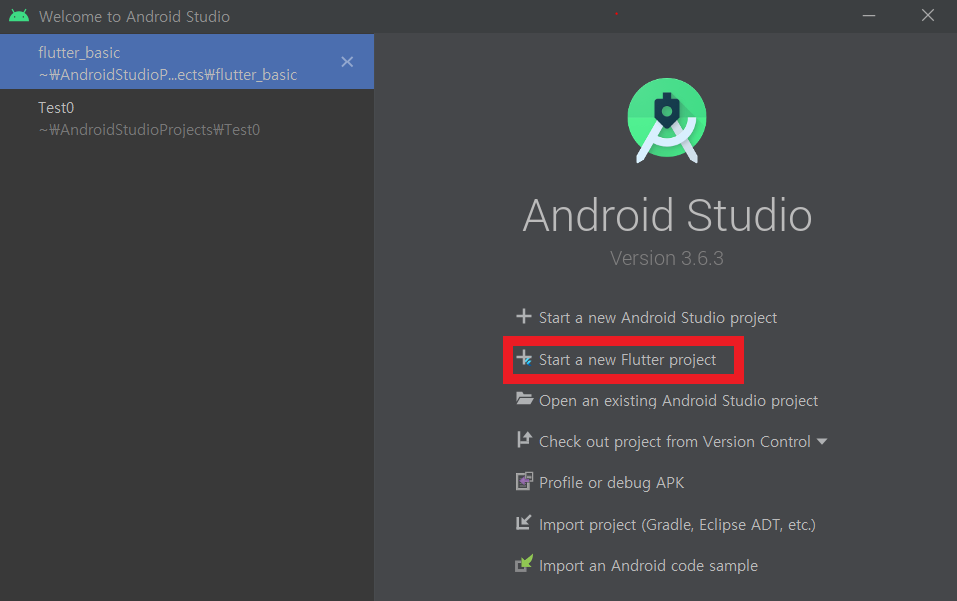 Welcome to Android Studio
flutter_basic
~₩AndroidStudioP...ects₩flutter_basic
Test0
~₩AndroidStudioProjects₩Test0
Android Studio
Version 3.6.3
Start a new Android Studio project
Start a new Flutter project
Open an existing Android Studio project
Check out project from Version Control
Profile or debug APK
Import project (Gradle, Eclipse ADT, etc.)
Import an Android code sample